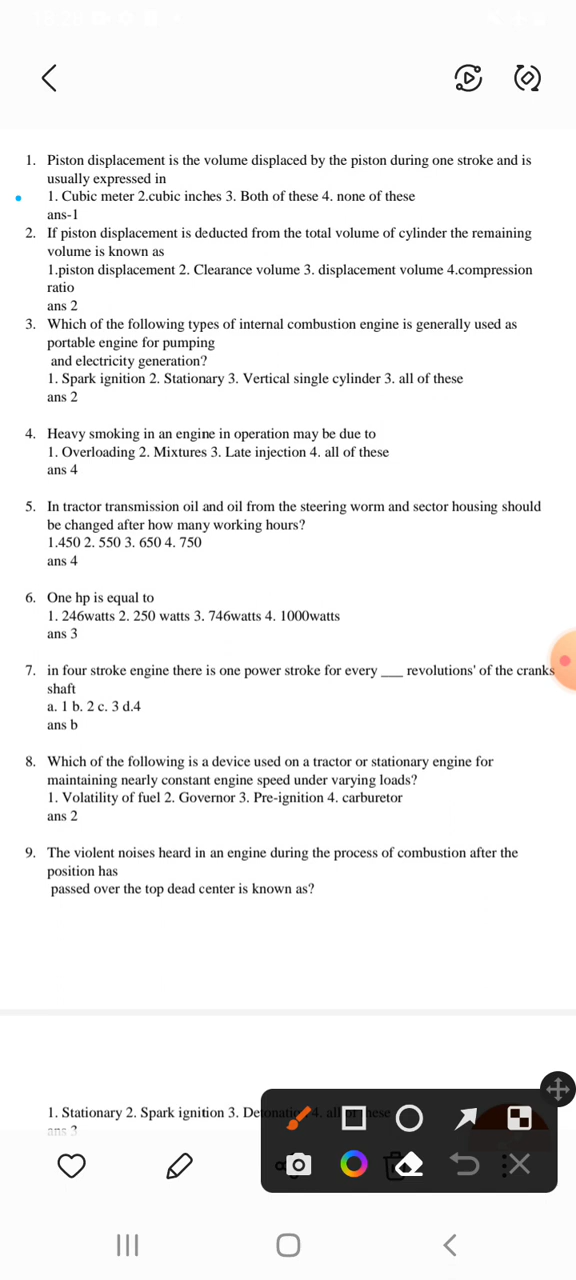 1. Piston displacement is the volume displaced by the piston during one stroke and is
usually expressed in
1. Cubic meter 2.cubic inches 3. Both of these 4. none of these
ans-1
2. If piston displacement is deducted from the total volume of cylinder the remaining
volume is known as
1.piston displacement 2. Clearance volume 3. displacement volume 4.compression
ratio
ans 2
3. Which of the following types of internal combustion engine is generally used as
portable engine for pumping
and electricity generation?
1. Spark ignition 2. Stationary 3. Vertical single cylinder 3. all of these
ans 2
4. Heavy smoking in an engine in operation may be due to
1. Overloading 2. Mixtures 3. Late injection 4. all of these
ans 4
5. In tractor transmission oil and oil from the steering worm and sector housing should
be changed after how many working hours?
1.450 2. 550 3. 650 4. 750
ans 4
6. One hp is equal to
1. 246watts 2. 250 watts 3. 746watts 4. 1000watts
ans 3
7. in four stroke engine there is one power stroke for every ___ revolutions' of the cranks
shaft
a. 1 b. 2 c. 3 d.4
ans b
8. Which of the following is a device used on a tractor or stationary engine for
maintaining nearly constant engine speed under varying loads?
1. Volatility of fuel 2. Governor 3. Pre-ignition 4. carburetor
ans 2
9. The violent noises heard in an engine during the process of combustion after the
position has
passed over the top dead center is known as?
1. Stationary 2. Spark ignition 3. Detonation 4. all of these
ans 3